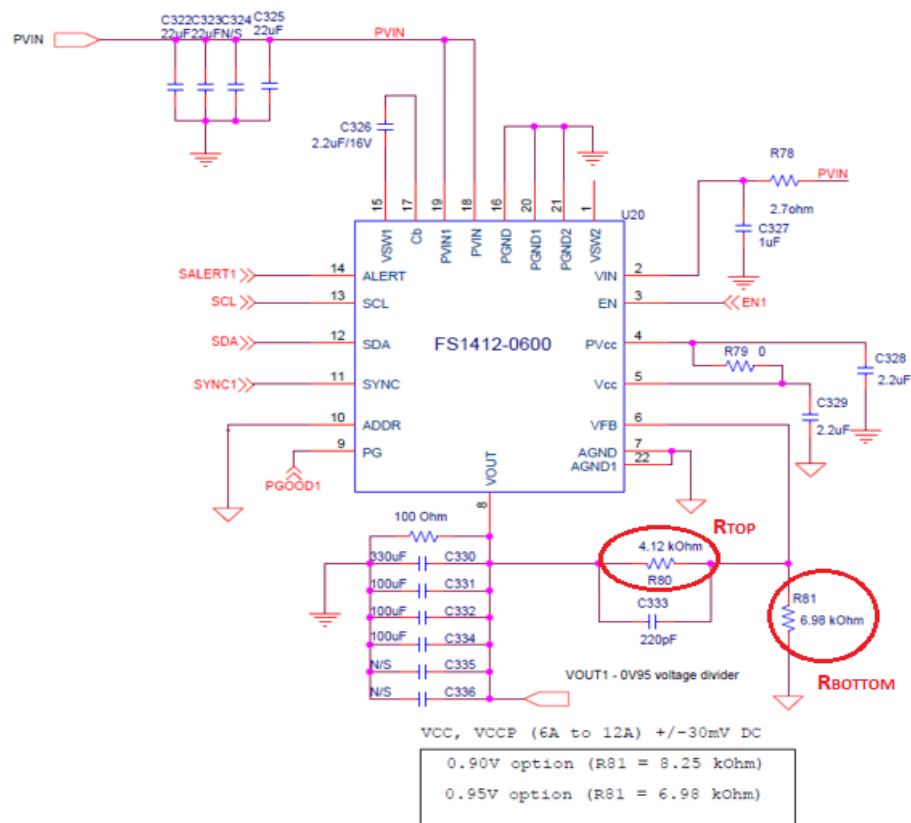 C322 C323 C324 C325
22uF 22uF N/S 22uF
PVIN
PVIN
C326
2.2uF/16V
R78
PVIN
2.7ohm
C327
1uF
15 17 19 18 16 20 21 1
U20
VSW1 Cb PVIN1 PVIN PGND PGND1 PGND2 VSW2
SALERT1 14 ALERT
VIN 2
SCL 13 SCL
EN 3 EN1
SDA 12 SDA
FS1412-0600
PVcc 4
R79 0
C328
2.2uF
SYNC1 11 SYNC
Vcc 5
C329
2.2uF
10 ADDR
VFB 6
9 PG
AGND 7
AGND1 22
PGOOD1
VOUT
8
100 Ohm
RTOP
330uF C330
4.12 kOhm
R80
100uF C331
C333
220pF
R81
6.98 kOhm
100uF C332
100uF C334
N/S C335
VOUT1 - 0V95 voltage divider
RBOTTOM
N/S C336
VCC, VCCP (6A to 12A) +/-30mV DC
0.90V option (R81 = 8.25 kOhm)
0.95V option (R81 = 6.98 kOhm)